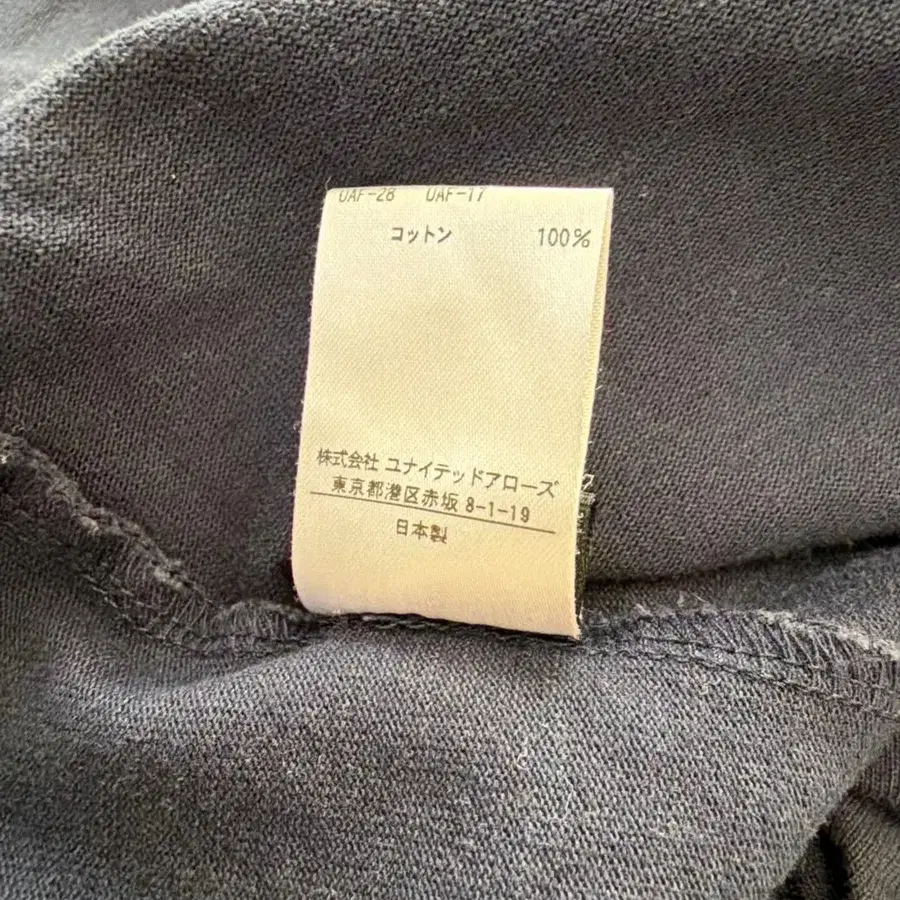 UAF-28 UAF-17
コットン 100%
株式会社 ユナイテッドアローズ
東京都港区赤坂 8-1-19
日本製